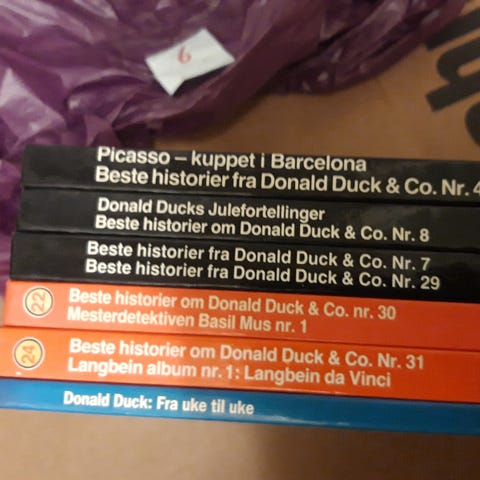 6
Picasso – kuppet i Barcelona
Beste historier fra Donald Duck & Co. Nr. 4
Donald Ducks Julefortellinger
Beste historier om Donald Duck & Co. Nr. 8
Beste historier fra Donald Duck & Co. Nr. 7
Beste historier fra Donald Duck & Co. Nr. 29
22
Beste historier om Donald Duck & Co. nr. 30
Mesterdetektiven Basil Mus nr. 1
24
Beste historier om Donald Duck & Co. Nr. 31
Langbein album nr. 1: Langbein da Vinci
Donald Duck: Fra uke til uke